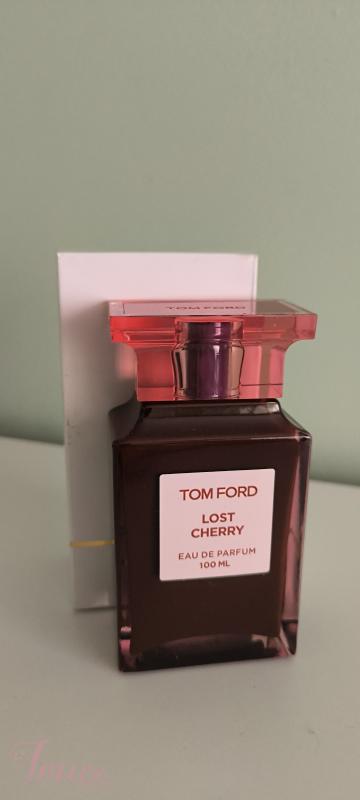 TOM FORD
TOM FORD
LOST
CHERRY
EAU DE PARFUM
100 ML